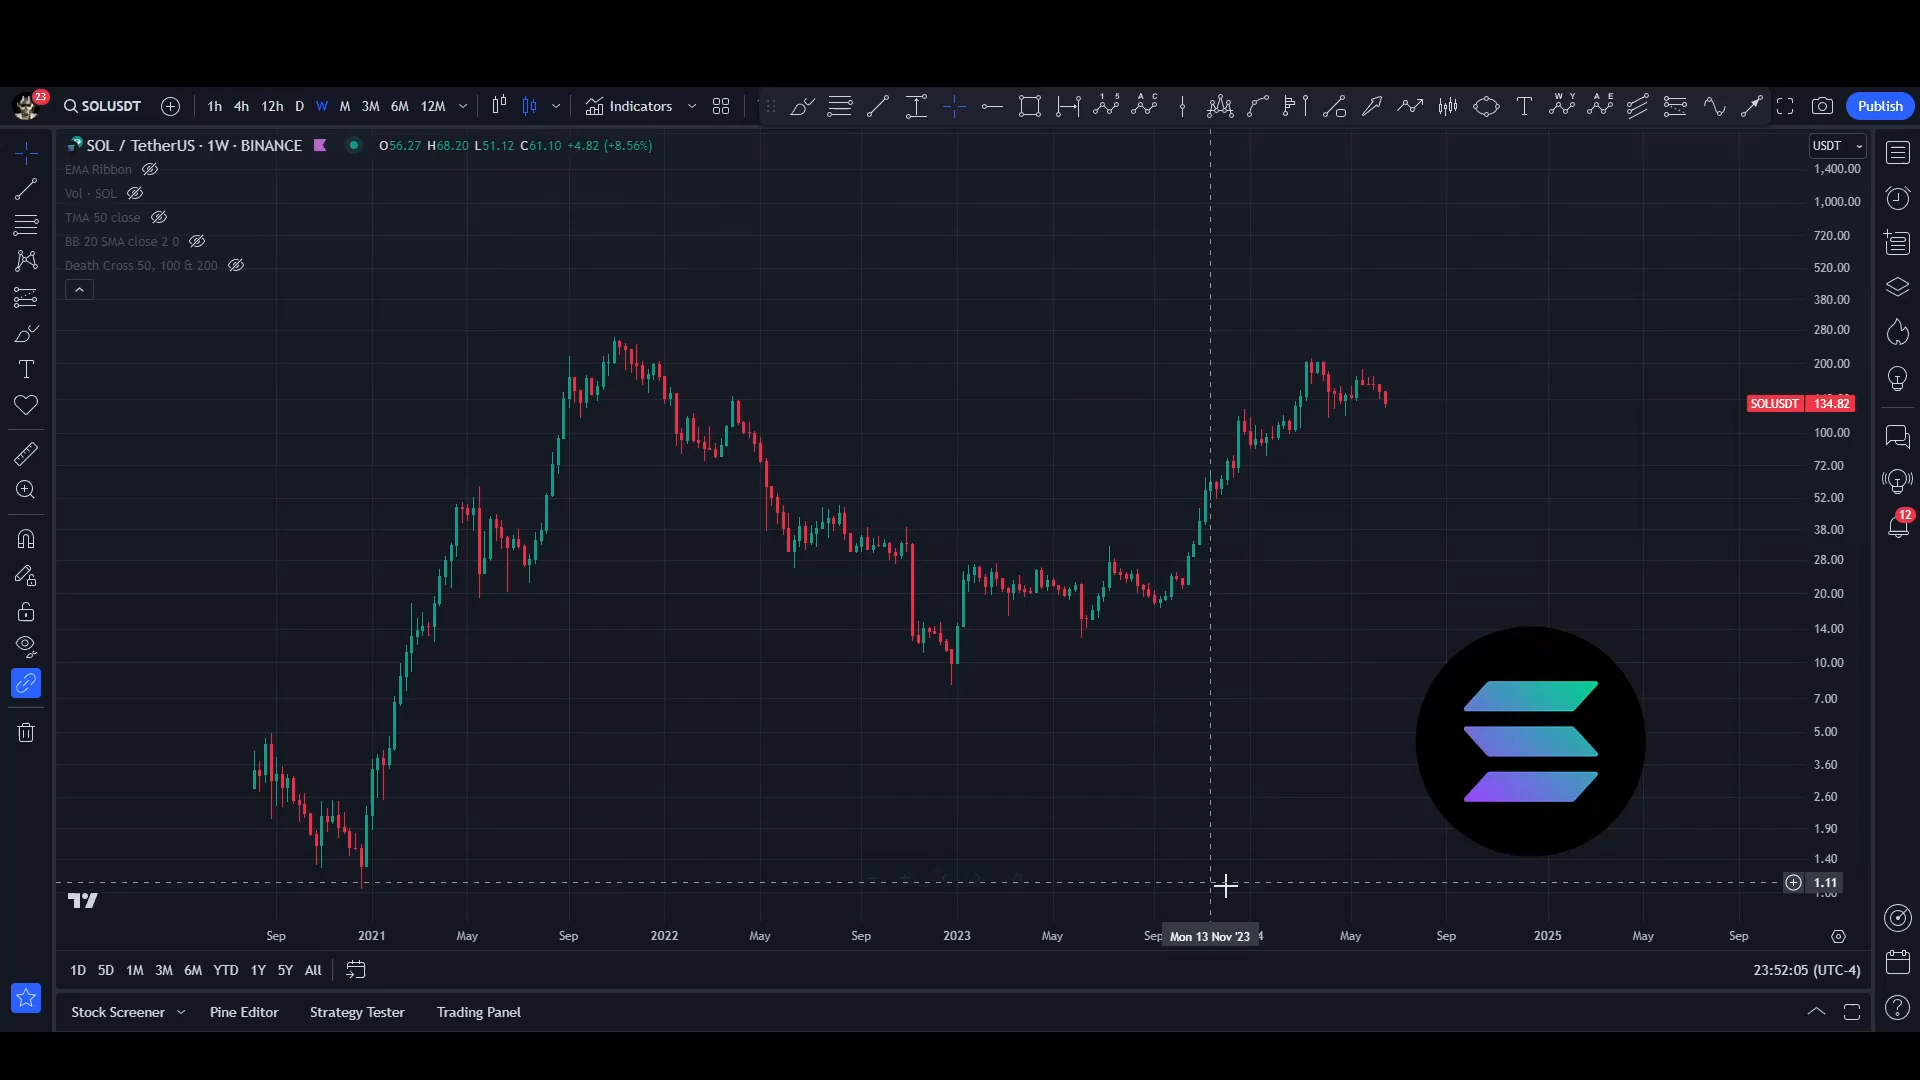 23
SOLUSDT
1h 4h 12h D W M 3M 6M 12M
Indicators
1 5
A C
W Y
A E
Publish
SOL / TetherUS · 1W · BINANCE
O56.27 H68.20 L51.12 C61.10 +4.82 (+8.56%)
USDT
EMA Ribbon
Vol · SOL
TMA 50 close
BB 20 SMA close 2 0
Death Cross 50, 100 & 200
1,400.00
1,000.00
720.00
520.00
380.00
280.00
200.00
SOLUSDT 134.82
100.00
72.00
52.00
38.00
28.00
20.00
14.00
10.00
7.00
5.00
3.60
2.60
1.90
1.40
1.11
12
Sep 2021 May Sep 2022 May Sep 2023 May Sep Mon 13 Nov '23 4 May Sep 2025 May Sep
1D 5D 1M 3M 6M YTD 1Y 5Y All
23:52:05 (UTC-4)
Stock Screener Pine Editor Strategy Tester Trading Panel